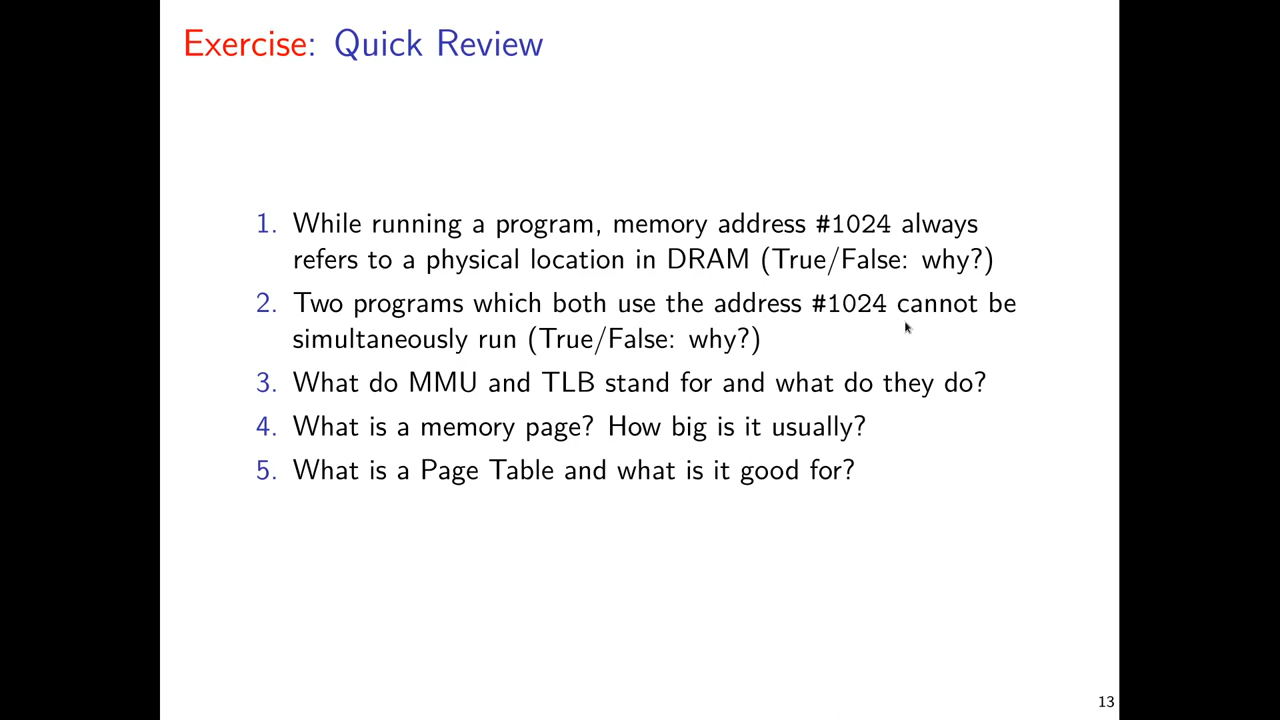 Exercise: Quick Review
1. While running a program, memory address #1024 always
refers to a physical location in DRAM (True/False: why?)
2. Two programs which both use the address #1024 cannot be
simultaneously run (True/False: why?)
3. What do MMU and TLB stand for and what do they do?
4. What is a memory page? How big is it usually?
5. What is a Page Table and what is it good for?
13